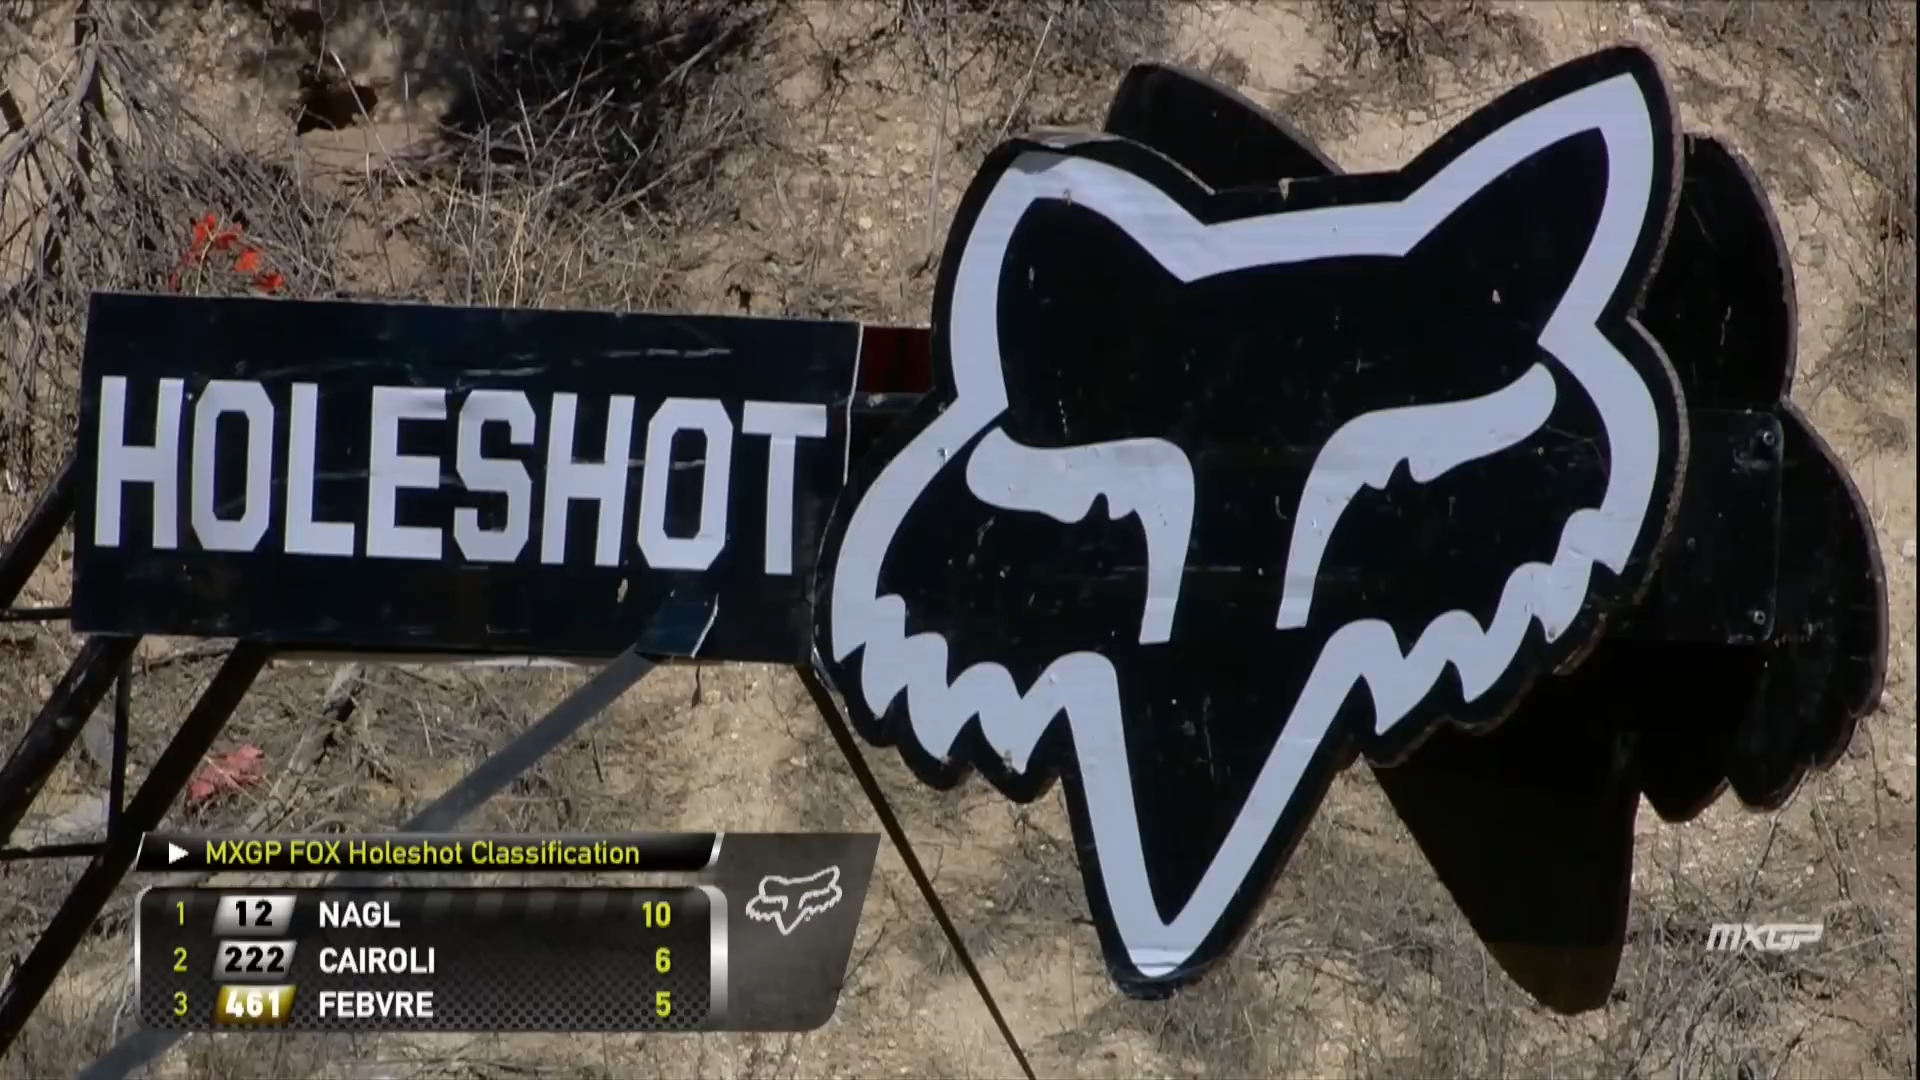 HOLESHOT
MXGP FOX Holeshot Classification
1 12 NAGL 10
2 222 CAIROLI 6
3 461 FEBVRE 5
MXGP